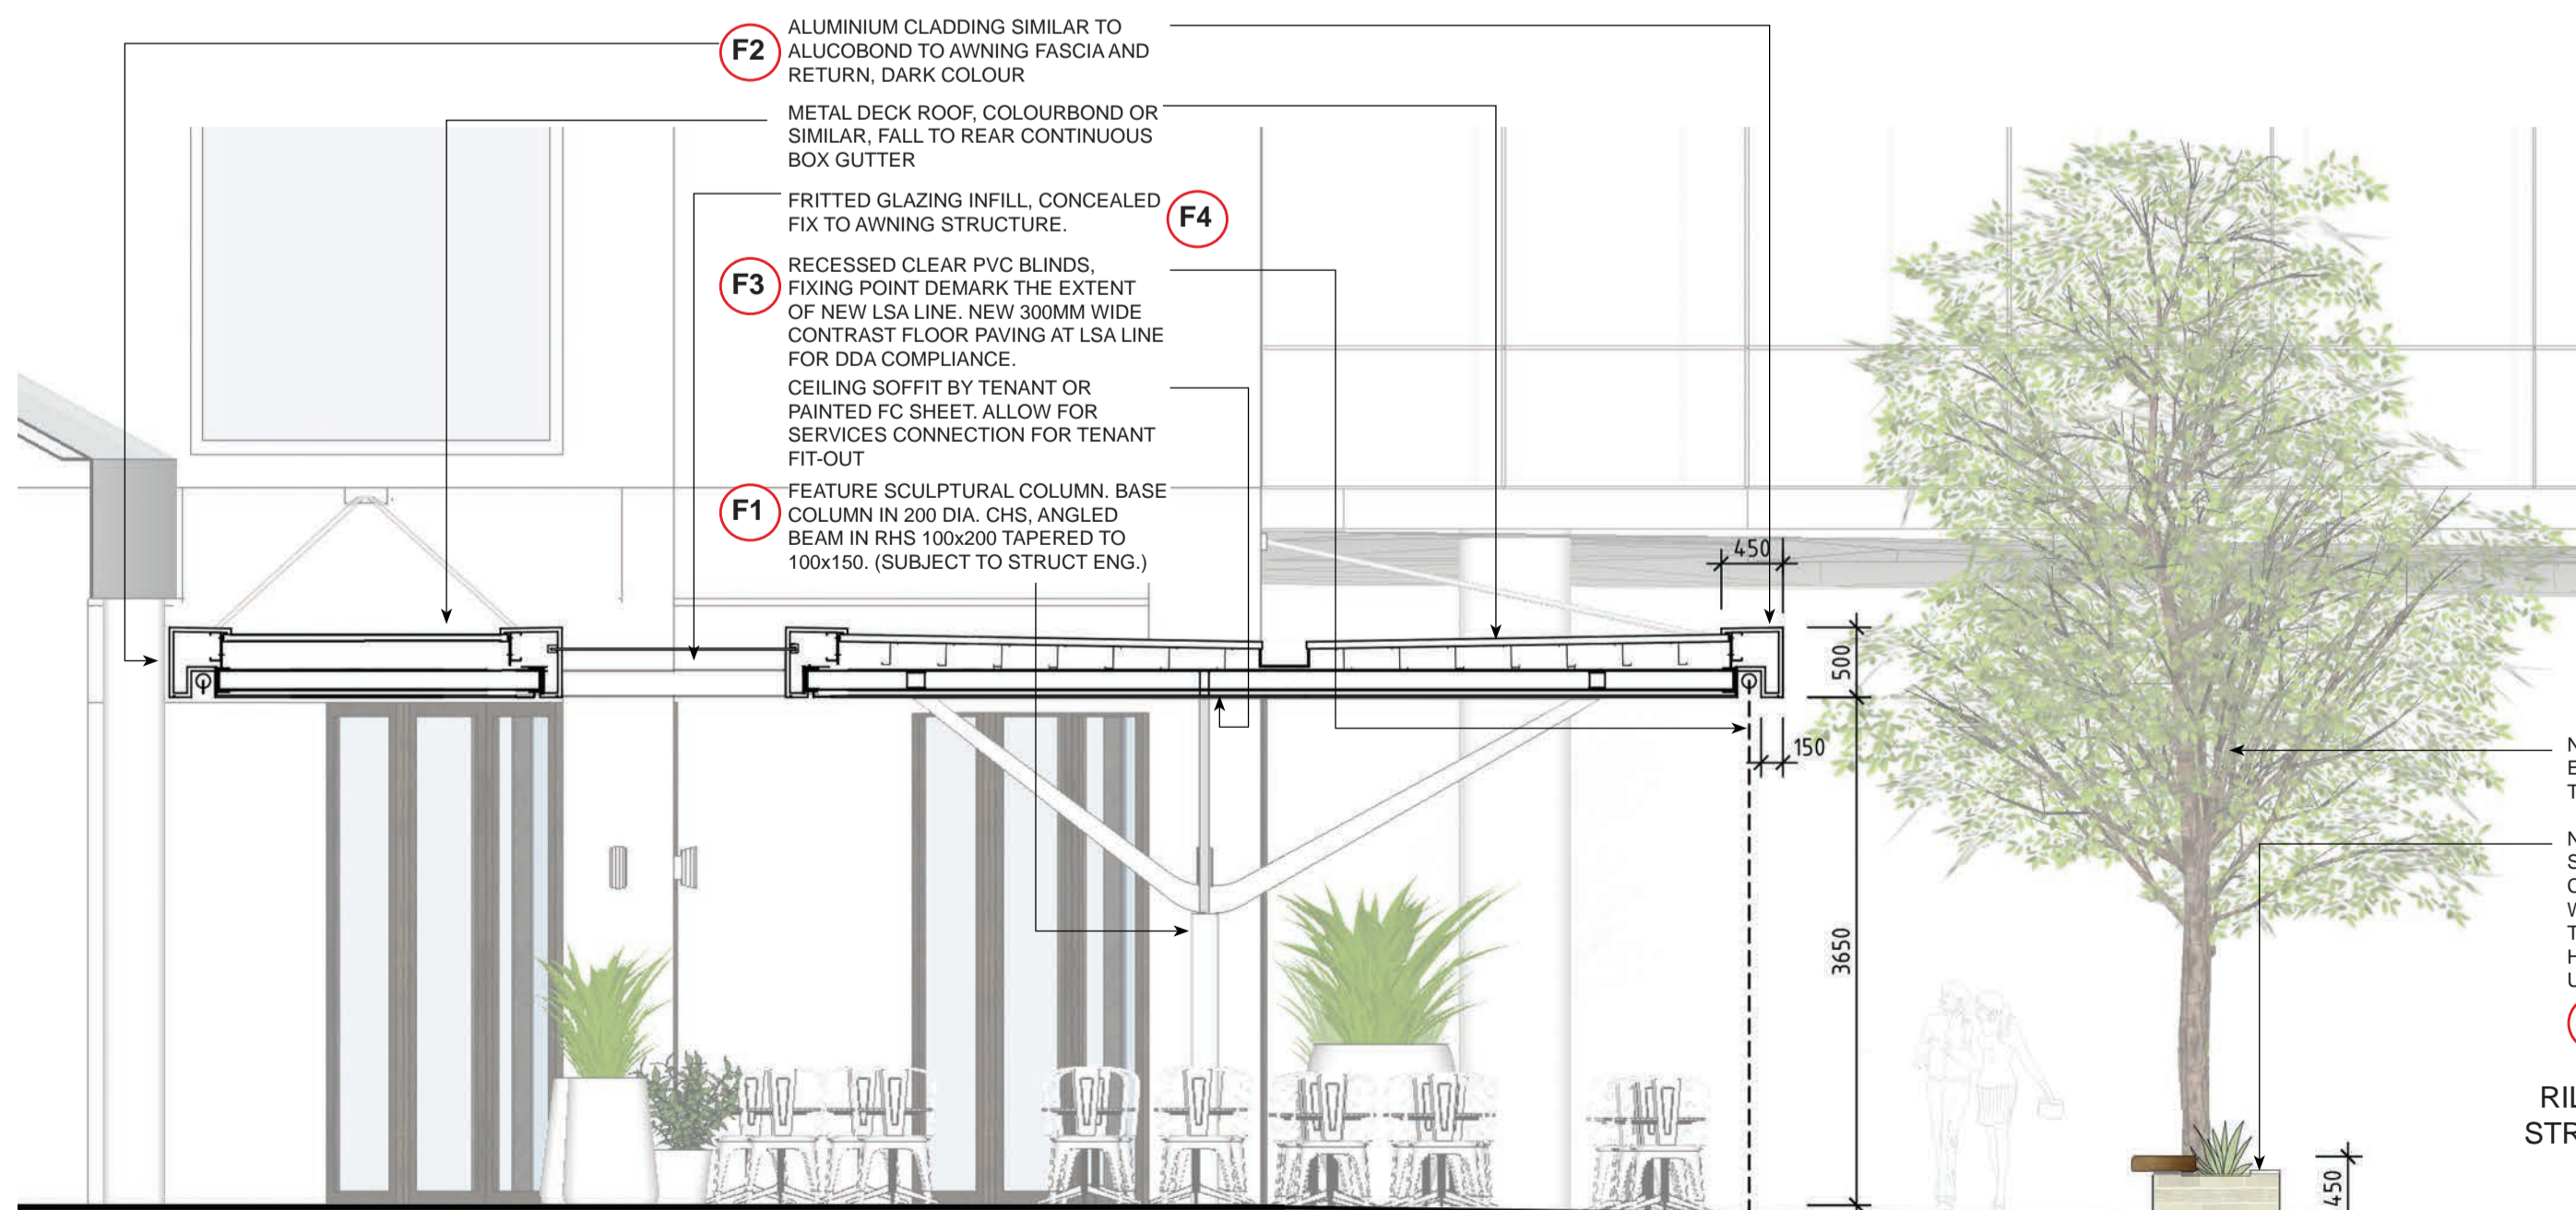 F2
ALUMINIUM CLADDING SIMILAR TO
ALUCOBOND TO AWNING FASCIA AND
RETURN, DARK COLOUR
METAL DECK ROOF, COLOURBOND OR
SIMILAR, FALL TO REAR CONTINUOUS
BOX GUTTER
FRITTED GLAZING INFILL, CONCEALED
FIX TO AWNING STRUCTURE.
F4
F3
RECESSED CLEAR PVC BLINDS,
FIXING POINT DEMARK THE EXTENT
OF NEW LSA LINE. NEW 300MM WIDE
CONTRAST FLOOR PAVING AT LSA LINE
FOR DDA COMPLIANCE.
CEILING SOFFIT BY TENANT OR
PAINTED FC SHEET. ALLOW FOR
SERVICES CONNECTION FOR TENANT
FIT-OUT
F1
FEATURE SCULPTURAL COLUMN. BASE
COLUMN IN 200 DIA. CHS, ANGLED
BEAM IN RHS 100x200 TAPERED TO
100x150. (SUBJECT TO STRUCT ENG.)
450
500
150
3650
450
RIL
STR